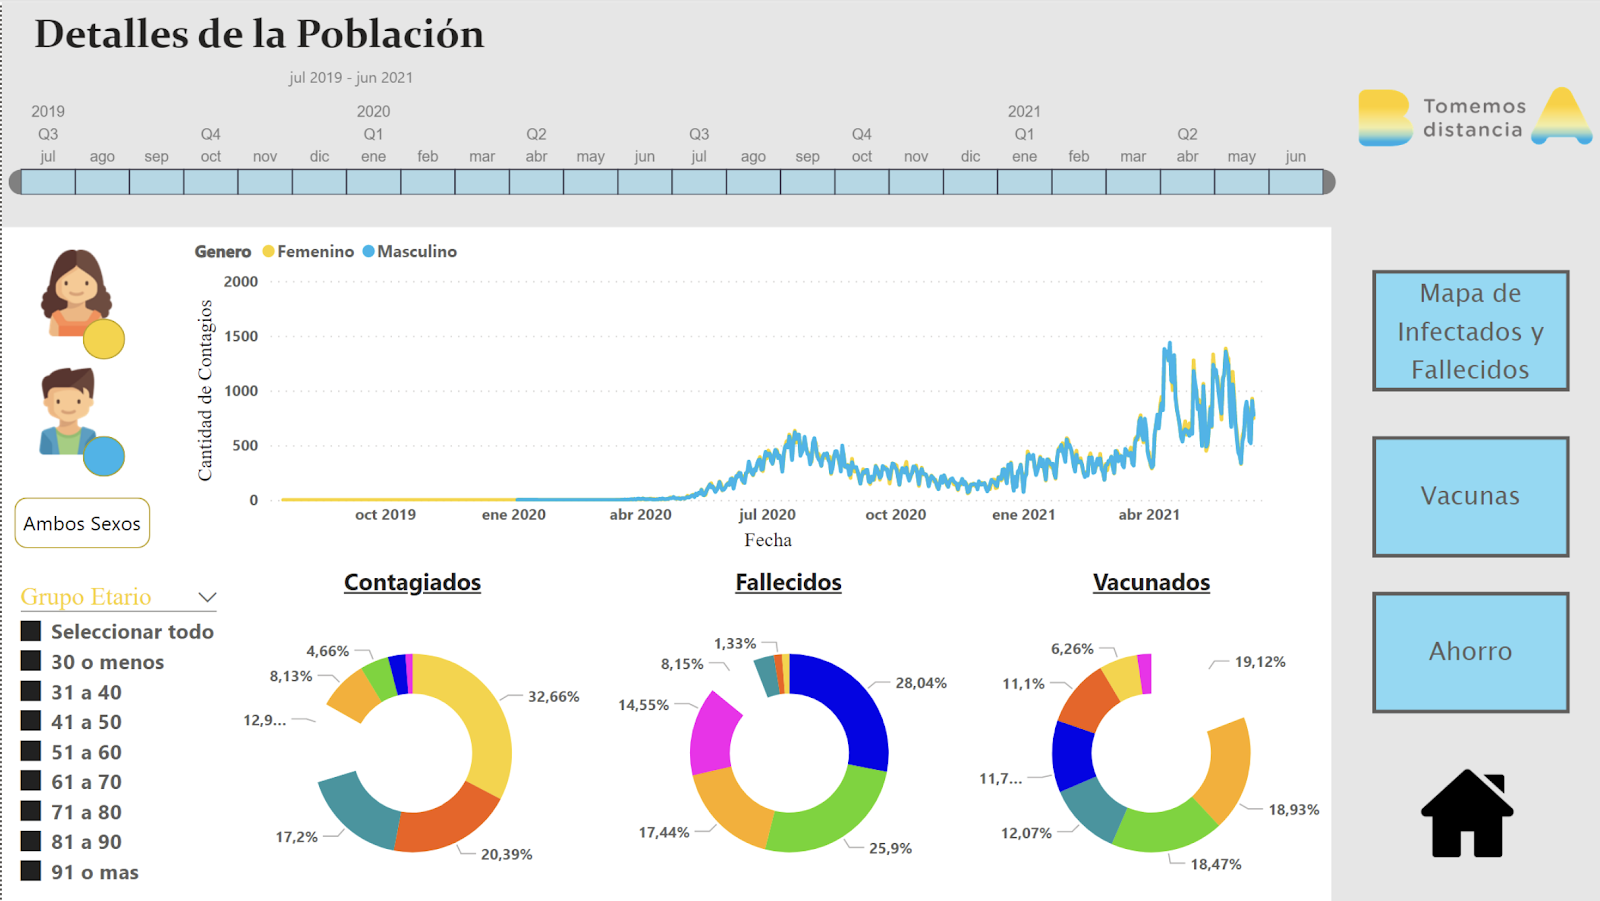 Detalles de la Población
jul 2019 - jun 2021
2019 2020 2021
Q3 Q4 Q1 Q2 Q3 Q4 Q1 Q2
jul ago sep oct nov dic ene feb mar abr may jun jul ago sep oct nov dic ene feb mar abr may jun
B Tomemos distancia A
Genero Femenino Masculino
Cantidad de Contagios
2000
1500
1000
500
0
oct 2019 ene 2020 abr 2020 jul 2020 oct 2020 ene 2021 abr 2021
Fecha
Ambos Sexos
Grupo Etario
Seleccionar todo
30 o menos
31 a 40
41 a 50
51 a 60
61 a 70
71 a 80
81 a 90
91 o mas
Contagiados
4,66%
8,13%
12,9...
17,2%
20,39%
32,66%
Fallecidos
1,33%
8,15%
14,55%
17,44%
25,9%
28,04%
Vacunados
6,26%
11,1%
11,7...
12,07%
18,47%
18,93%
19,12%
Mapa de
Infectados y
Fallecidos
Vacunas
Ahorro